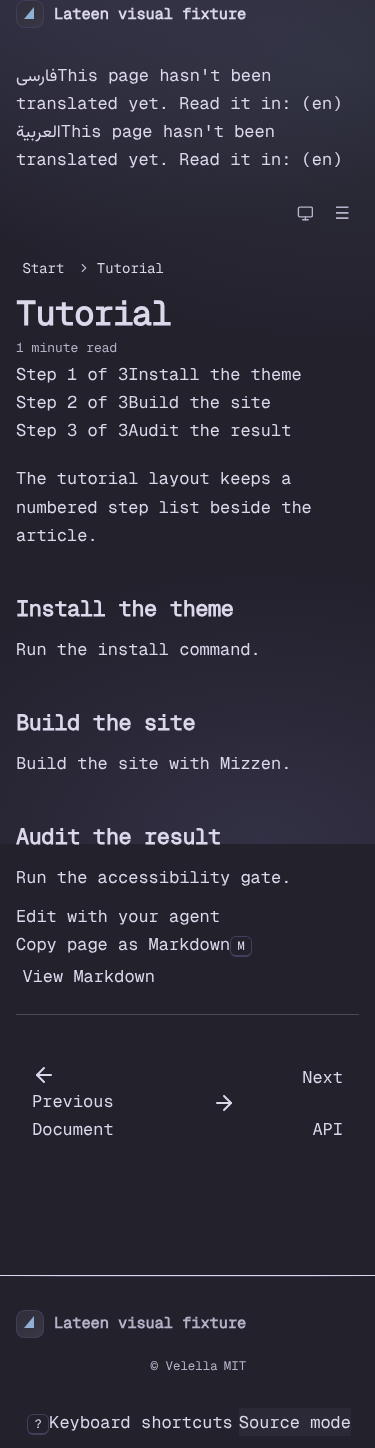 Lateen visual fixture
فارسیThis page hasn't been
translated yet. Read it in: (en)
العربيةThis page hasn't been
translated yet. Read it in: (en)
Start > Tutorial
Tutorial
1 minute read
Step 1 of 3Install the theme
Step 2 of 3Build the site
Step 3 of 3Audit the result
The tutorial layout keeps a
numbered step list beside the
article.
Install the theme
Run the install command.
Build the site
Build the site with Mizzen.
Audit the result
Run the accessibility gate.
Edit with your agent
Copy page as Markdown M
View Markdown
← Previous
Document
→ Next
API
Lateen visual fixture
© Velella MIT
? Keyboard shortcuts Source mode